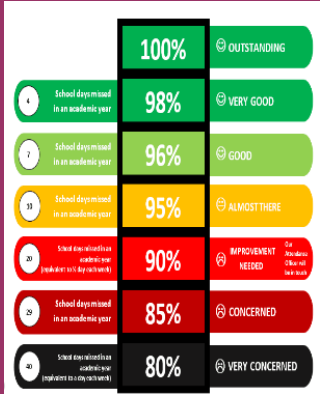 100%
OUTSTANDING
4
School days missed
in an academic year
98%
VERY GOOD
7
School days missed
in an academic year
96%
GOOD
10
School days missed
in an academic year
95%
ALMOST THERE
20
School days missed in an
academic year
(equivalent to ½ day each week)
90%
IMPROVEMENT
NEEDED
Our
Attendance
Officer will
be in touch
29
School days missed
in an academic year
85%
CONCERNED
40
School days missed in an
academic year
(equivalent to a day each week)
80%
VERY CONCERNED